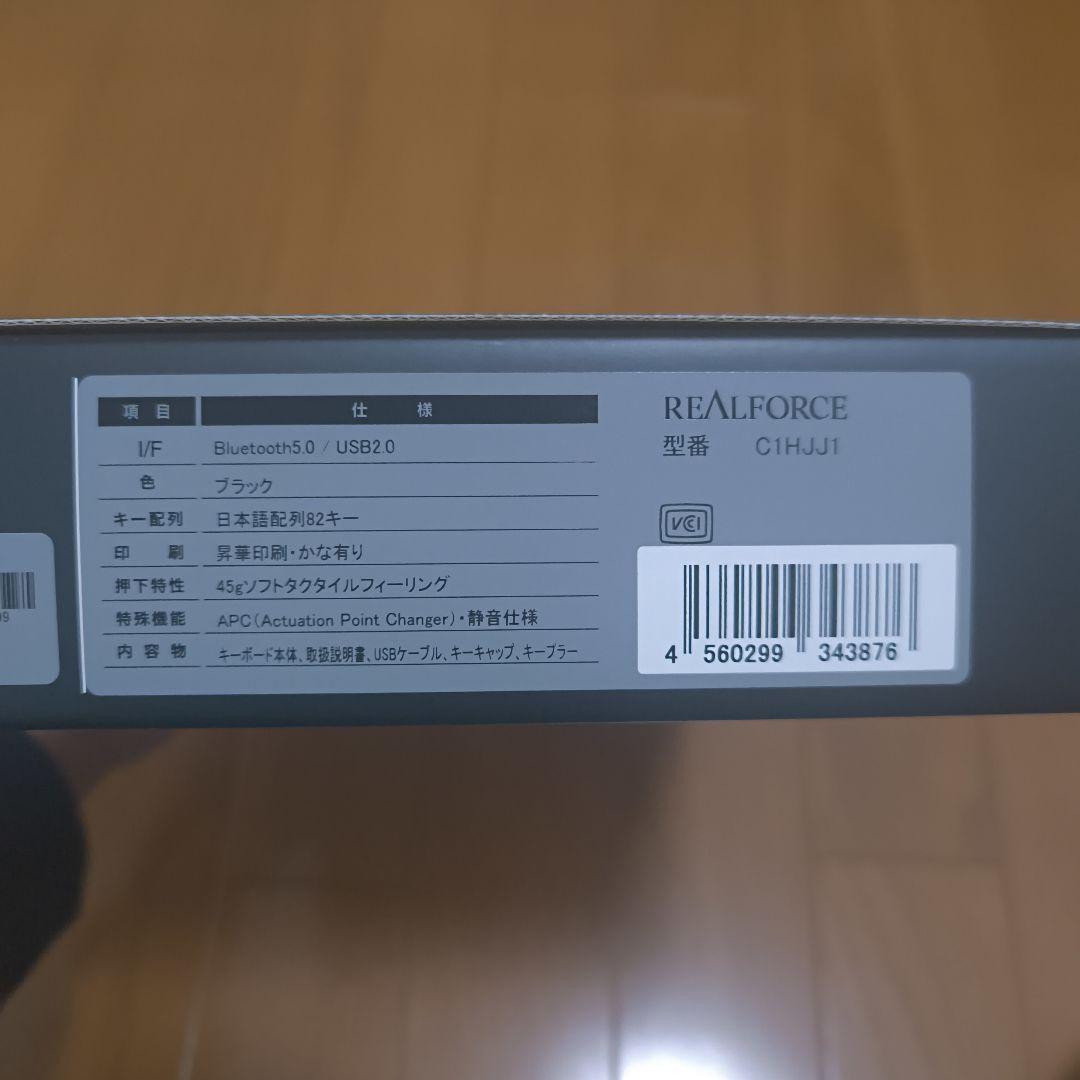 項目 仕様
I/F Bluetooth5.0 / USB2.0
色 ブラック
キー配列 日本語配列82キー
印刷 昇華印刷・かな有り
押下特性 45gソフトタクタイルフィーリング
特殊機能 APC(Actuation Point Changer)・静音仕様
内容物 キーボード本体、取扱説明書、USBケーブル、キーキャップ、キープラー
REALFORCE
型番 C1HJJ1
VCCI
4 560299 343876